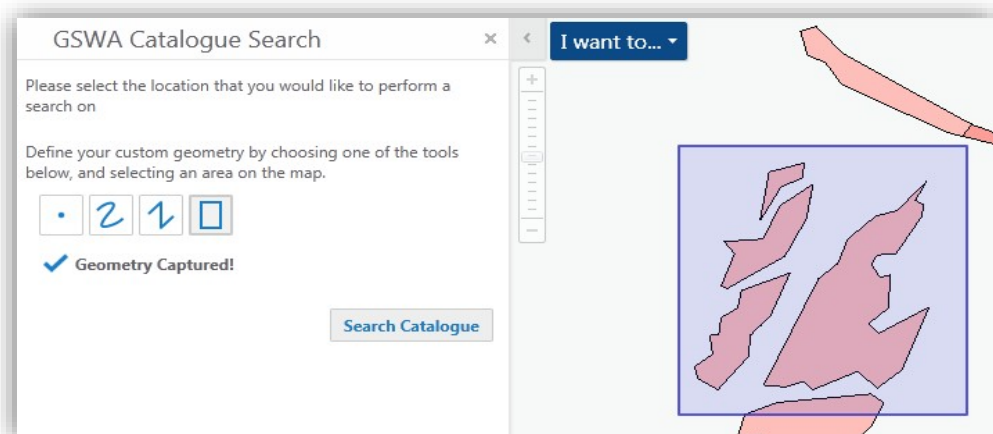 GSWA Catalogue Search
I want to...
Please select the location that you would like to perform a
search on
Define your custom geometry by choosing one of the tools
below, and selecting an area on the map.
Geometry Captured!
Search Catalogue